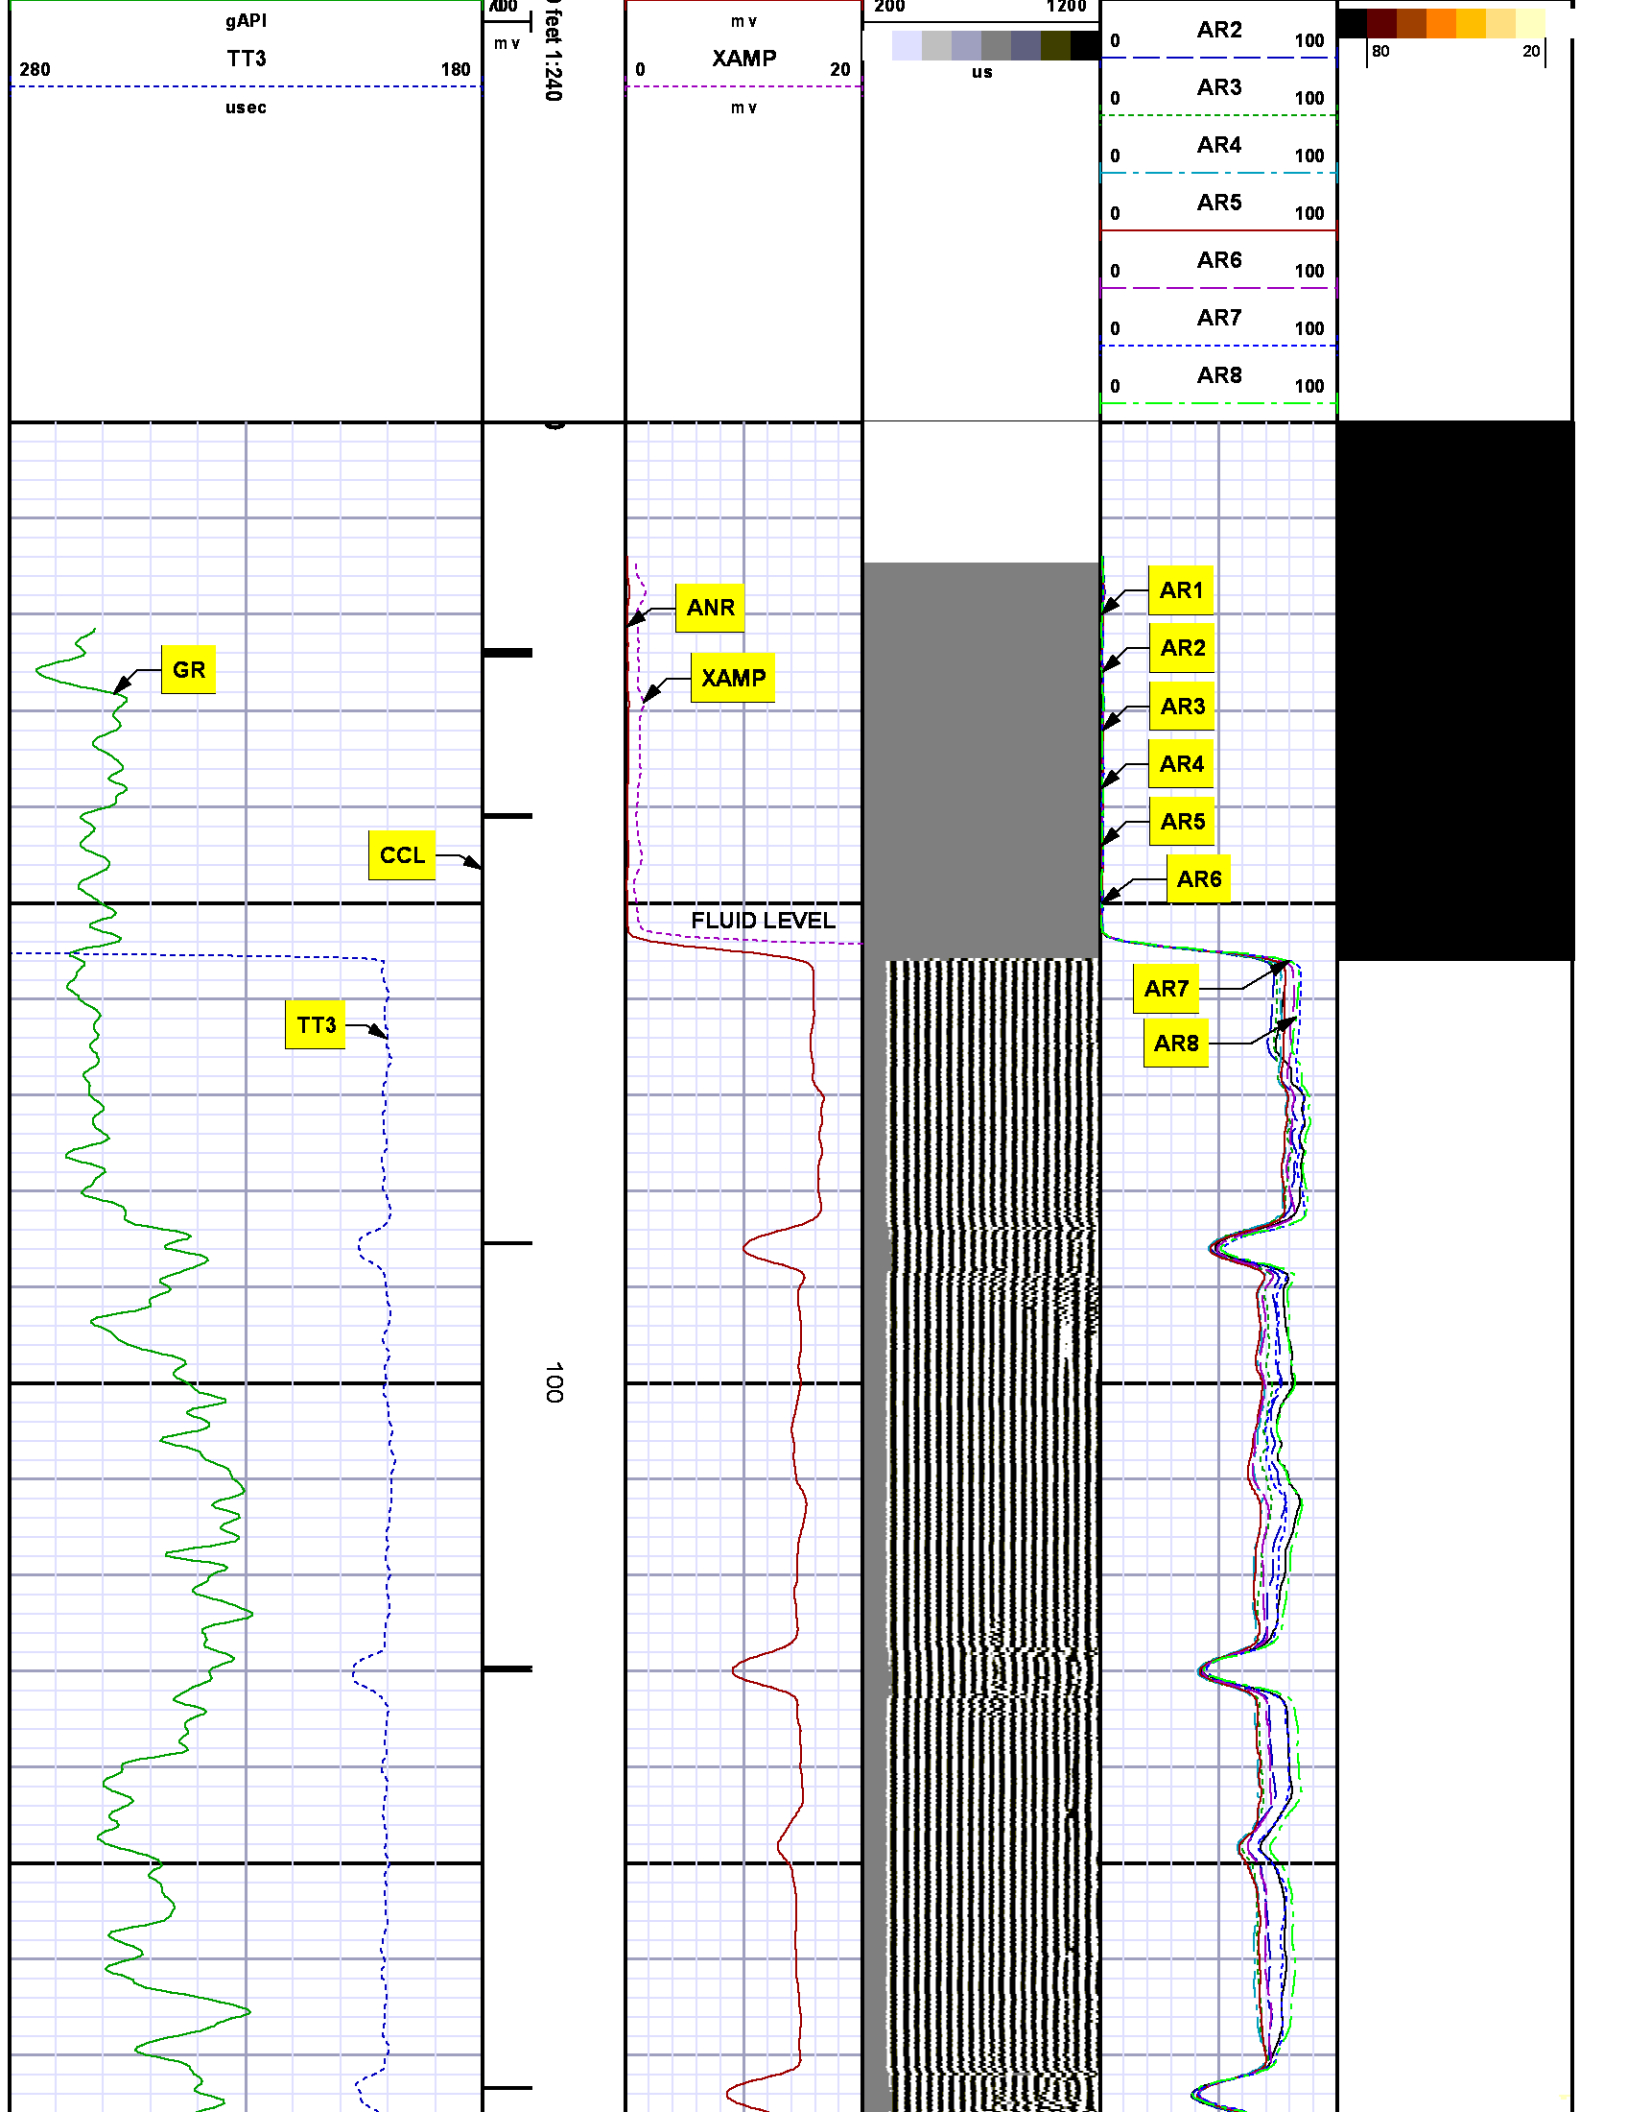 gAPI
TT3
280 180
usec
mv
feet 1:240
mv
XAMP
0 20
mv
200 1200
us
AR2
0 100
AR3
0 100
AR4
0 100
AR5
0 100
AR6
0 100
AR7
0 100
AR8
0 100
80 20
ANR
XAMP
GR
CCL
FLUID LEVEL
TT3
AR1
AR2
AR3
AR4
AR5
AR6
AR7
AR8
100